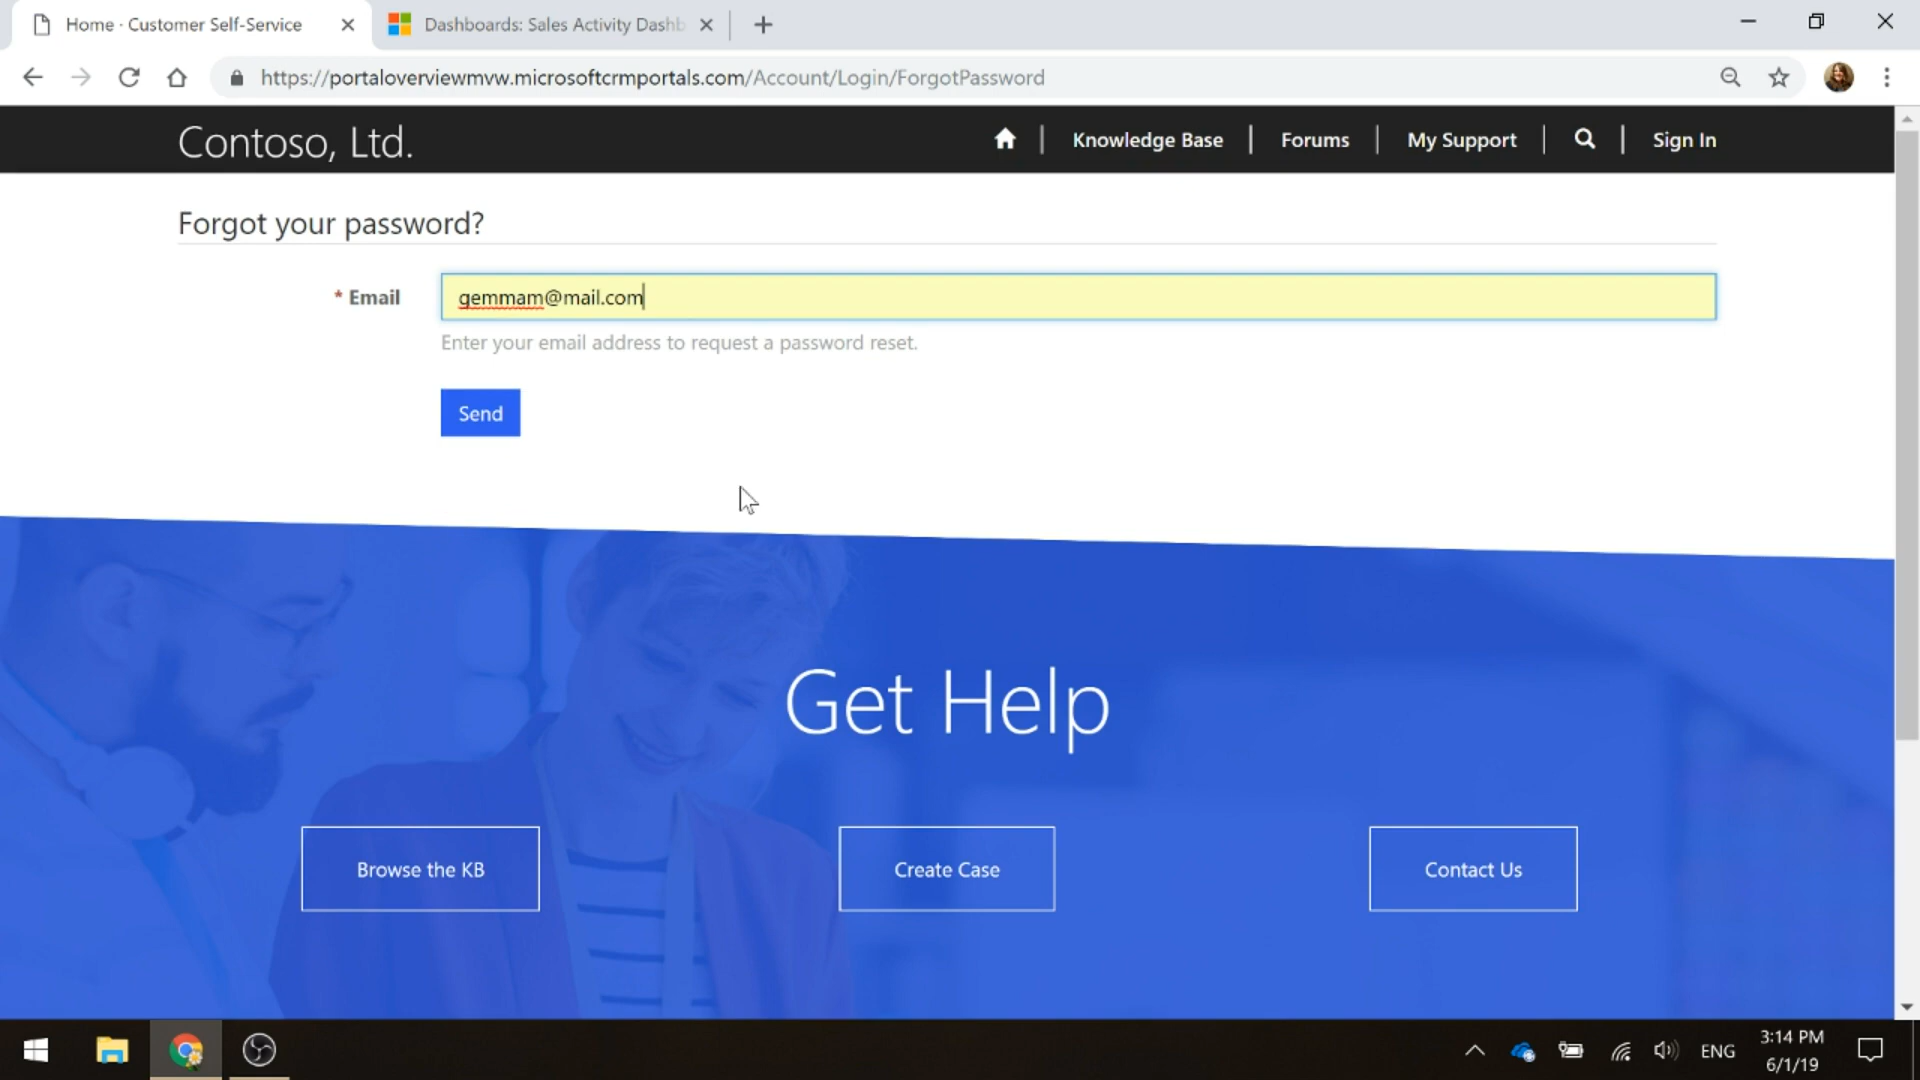 Home · Customer Self-Service
Dashboards: Sales Activity Dashb
https://portaloverviewmvw.microsoftcrmportals.com/Account/Login/ForgotPassword
Contoso, Ltd.
Knowledge Base
Forums
My Support
Sign In
Forgot your password?
* Email
gemmam@mail.com
Enter your email address to request a password reset.
Send
Get Help
Browse the KB
Create Case
Contact Us
ENG
3:14 PM
6/1/19